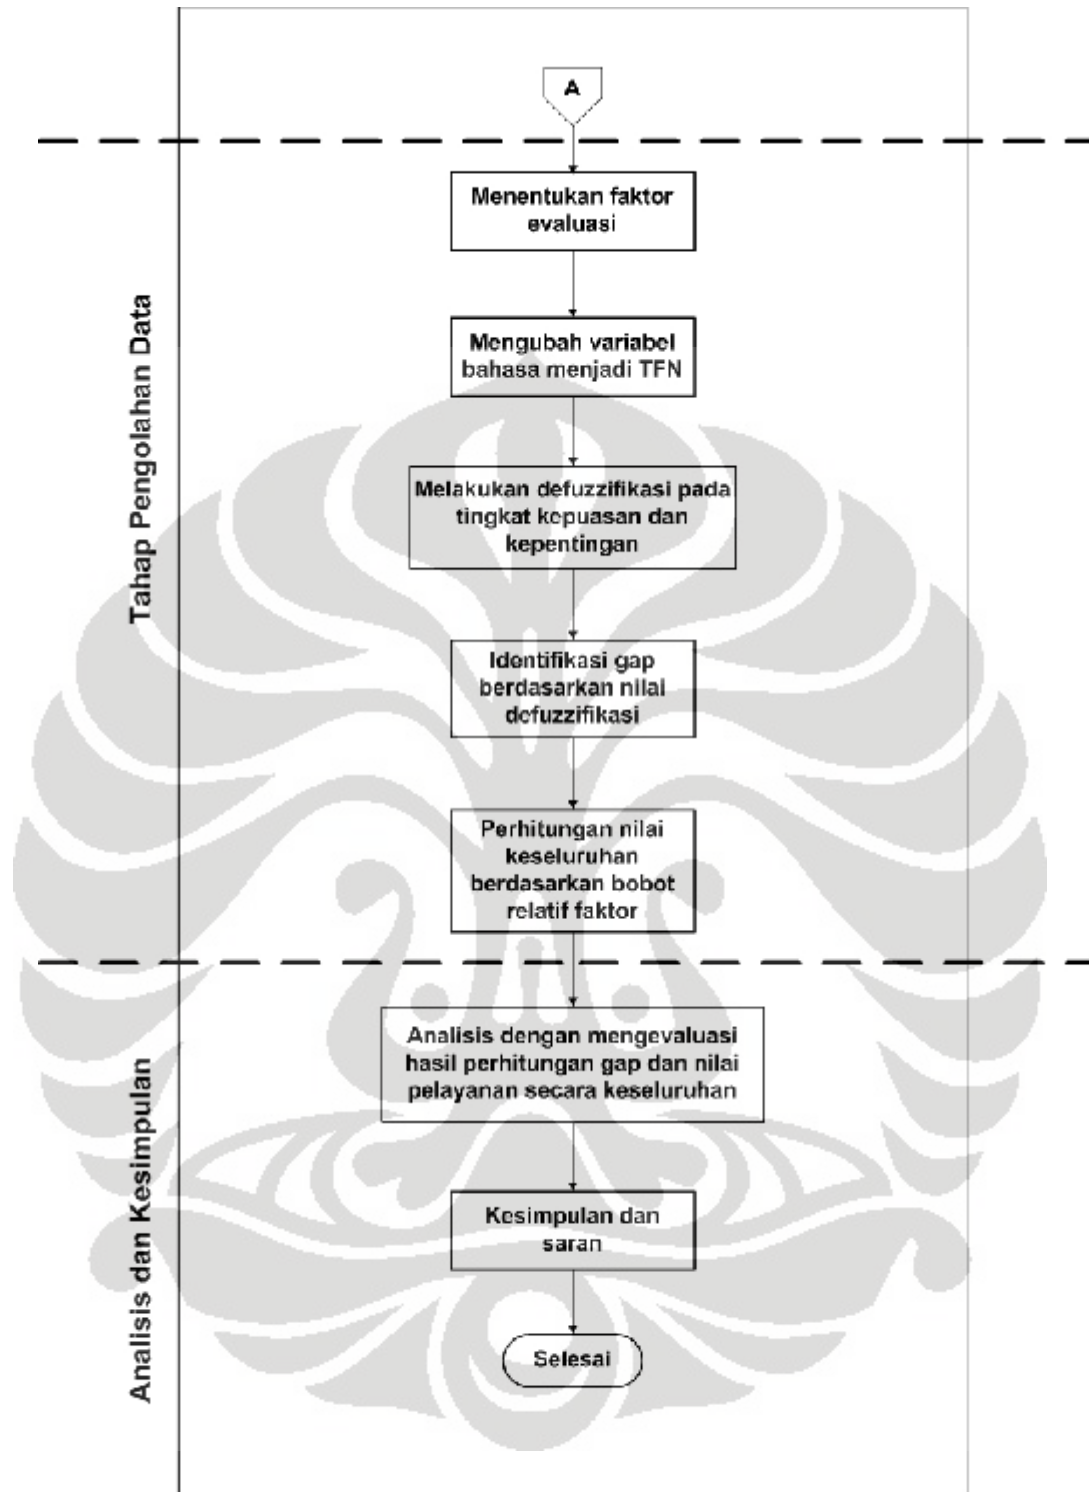 A
Tahap Pengolahan Data
Menentukan faktor
evaluasi
Mengubah variabel
bahasa menjadi TFN
Melakukan defuzzifikasi pada
tingkat kepuasan dan
kepentingan
Identifikasi gap
berdasarkan nilai
defuzzifikasi
Perhitungan nilai
keseluruhan
berdasarkan bobot
relatif faktor
Analisis dan Kesimpulan
Analisis dengan mengevaluasi
hasil perhitungan gap dan nilai
pelayanan secara keseluruhan
Kesimpulan dan
saran
Selesai